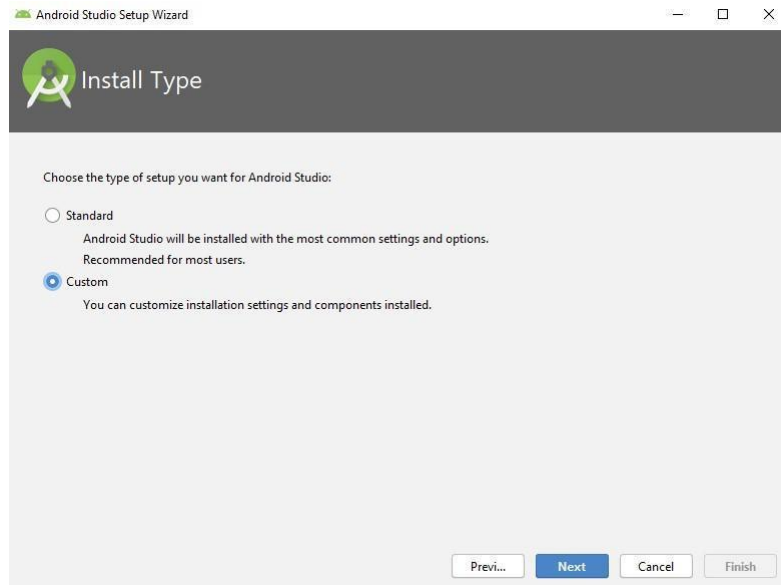 Android Studio Setup Wizard
Install Type
Choose the type of setup you want for Android Studio:
Standard
Android Studio will be installed with the most common settings and options.
Recommended for most users.
Custom
You can customize installation settings and components installed.
Previ... Next Cancel Finish